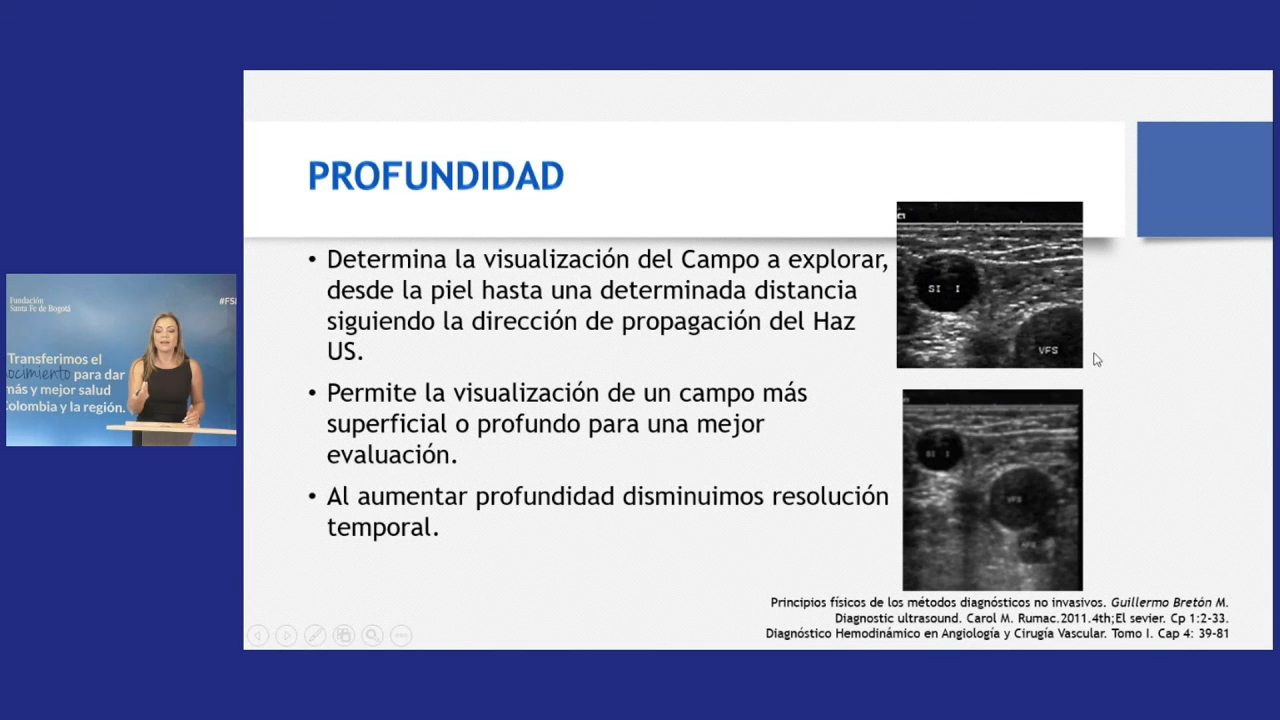 PROFUNDIDAD
• Determina la visualización del Campo a explorar,
desde la piel hasta una determinada distancia
siguiendo la dirección de propagación del Haz
US.
• Permite la visualización de un campo más
superficial o profundo para una mejor
evaluación.
• Al aumentar profundidad disminuimos resolución
temporal.
SI I
VFS
SI I
VFS
AFS
Principios físicos de los métodos diagnósticos no invasivos. Guillermo Bretón M.
Diagnostic ultrasound. Carol M. Rumac.2011.4th;El sevier. Cp 1:2-33.
Diagnóstico Hemodinámico en Angiología y Cirugía Vascular. Tomo I. Cap 4: 39-81
Fundación
Santa Fe de Bogotá
#FS
Transferimos el
nocimiento para dar
más y mejor salud
Colombia y la región.